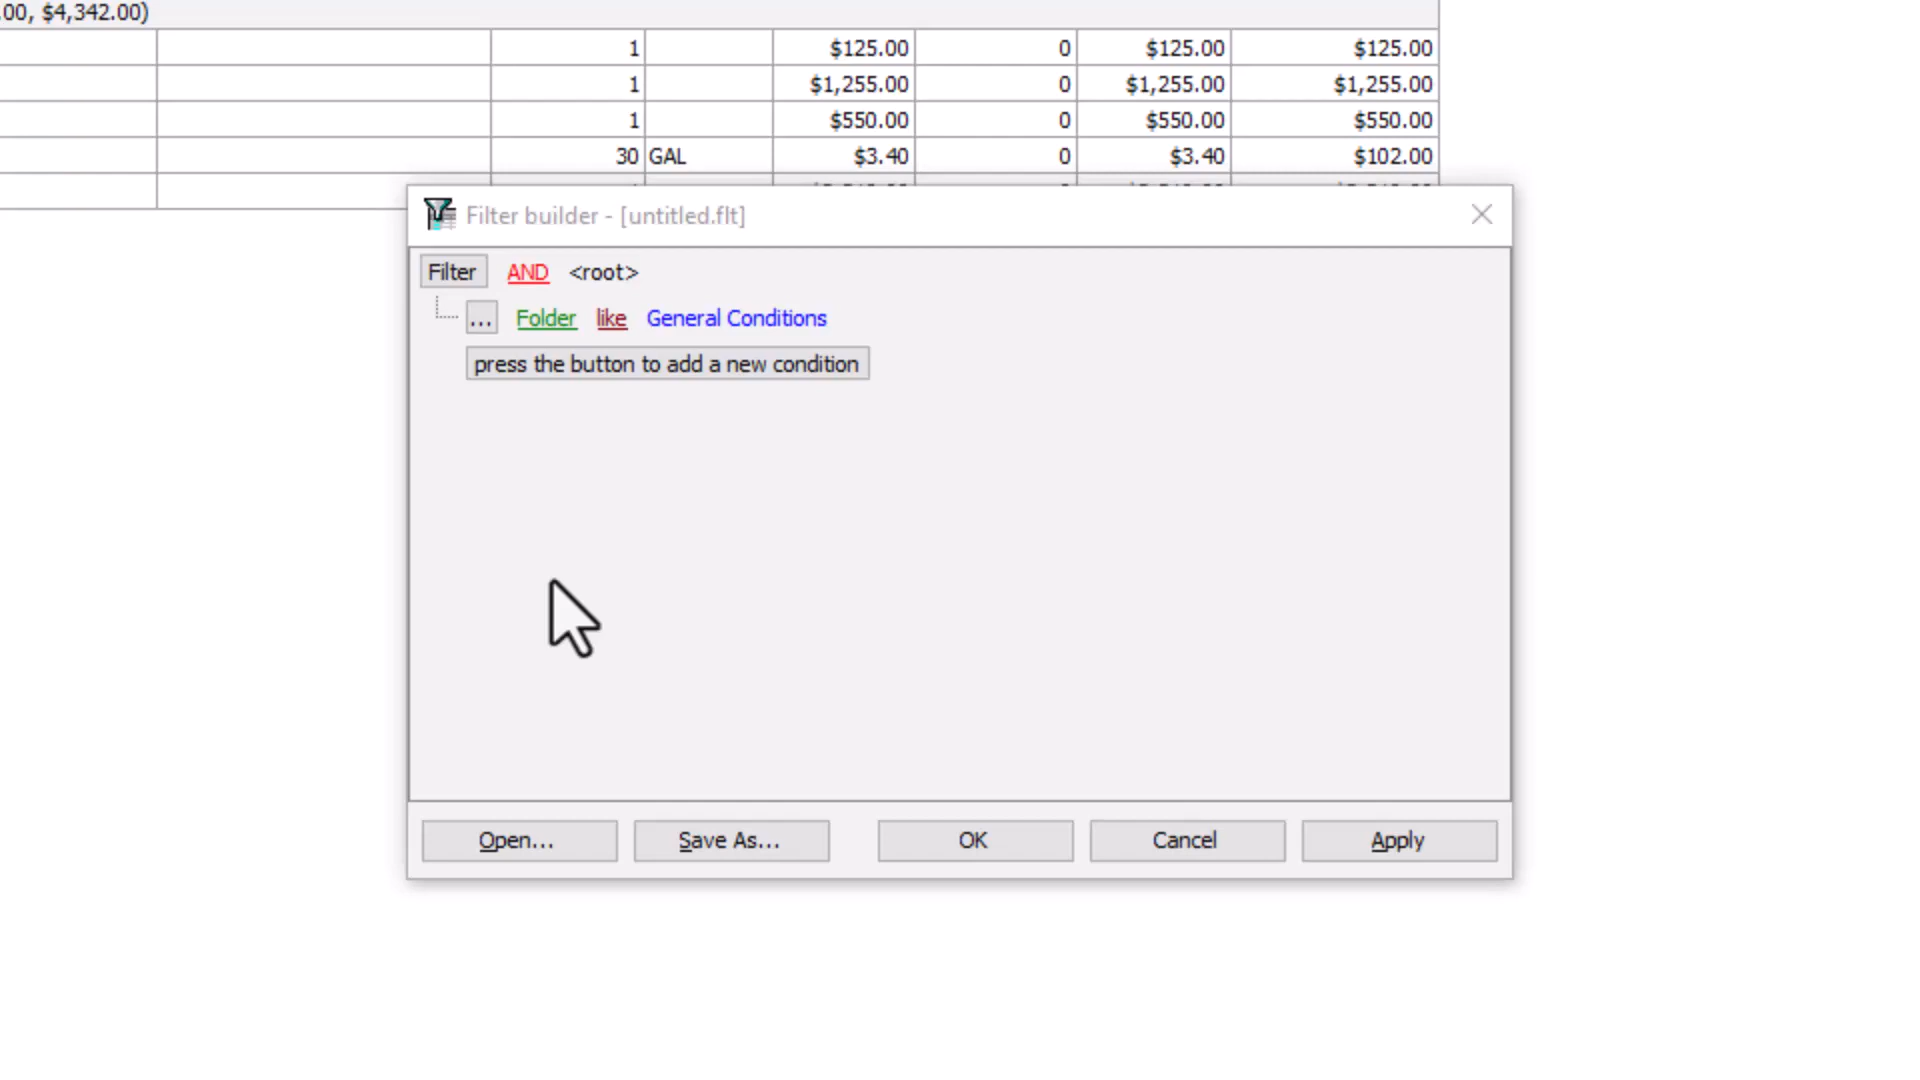 .00, $4,342.00)
1 $125.00 0 $125.00 $125.00
1 $1,255.00 0 $1,255.00 $1,255.00
1 $550.00 0 $550.00 $550.00
30 GAL $3.40 0 $3.40 $102.00
Filter builder - [untitled.flt]
Filter AND <root>
... Folder like General Conditions
press the button to add a new condition
Open... Save As... OK Cancel Apply